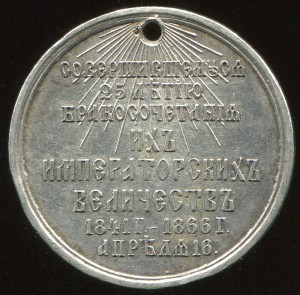 СОВЕРШИВШЕМУСЯ
25 ЛѢТІЮ
БРАКОСОЧЕТАНІЯ
ИХЪ
ИМПЕРАТОРСКИХЪ
ВЕЛИЧЕСТВЪ
1841 Г.–1866 Г.
АПРѢЛЯ 16.